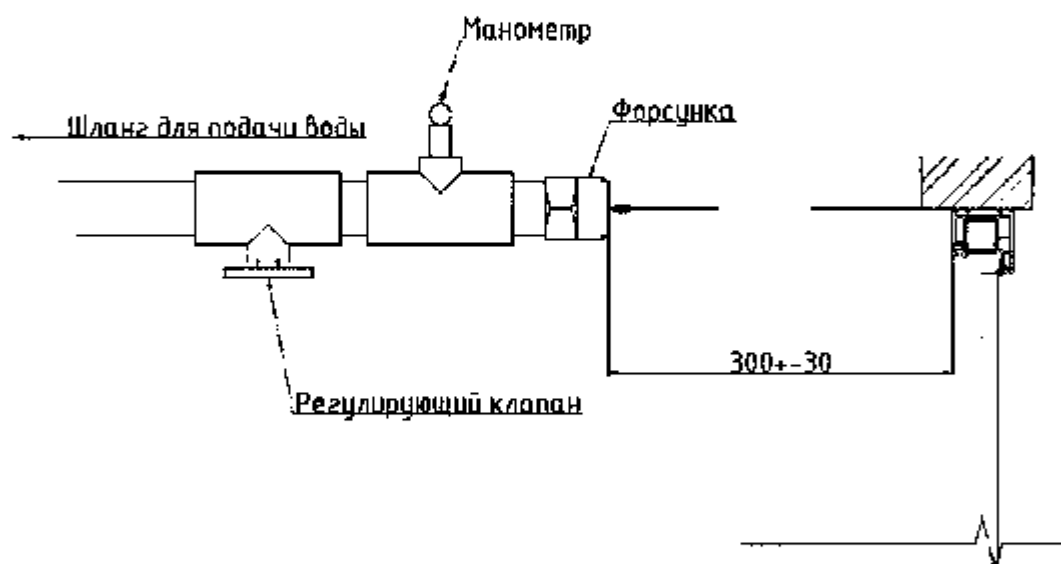 Манометр
Шланг для подачи воды
Форсунка
300+-30
Регулирующий клапан